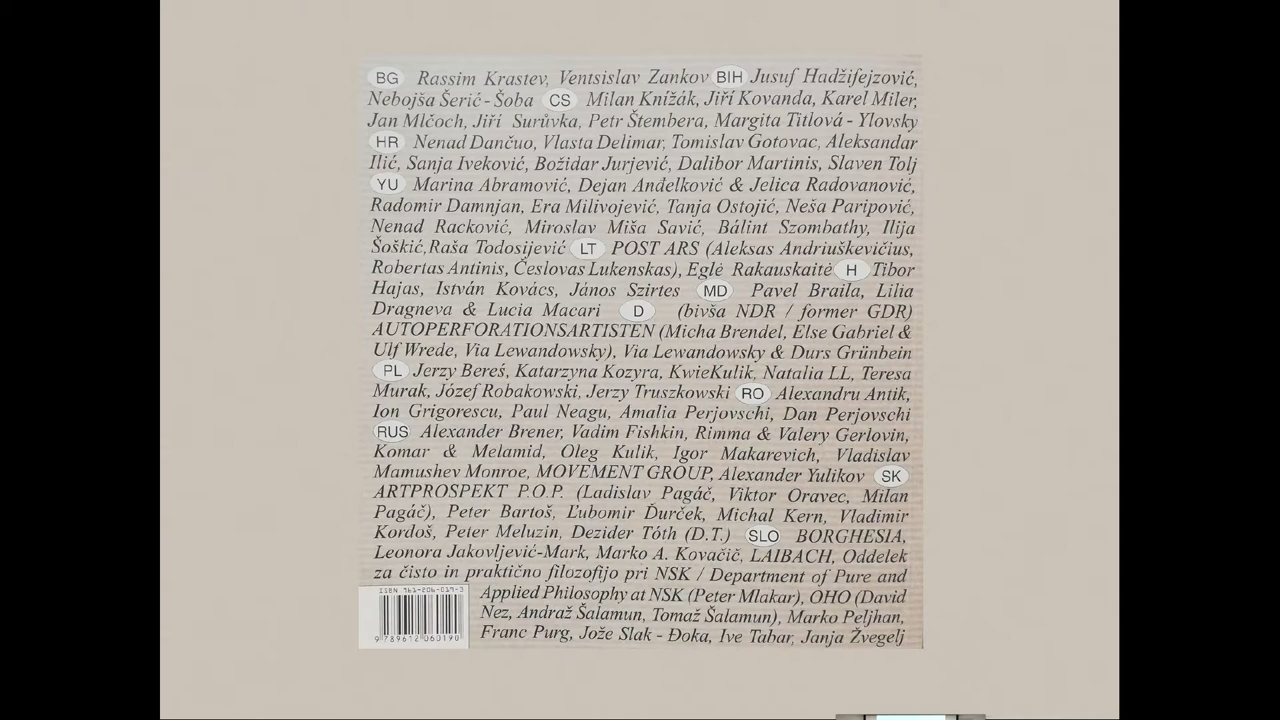 BG Rassim Krastev, Ventsislav Zankov BIH Jusuf Hadžifejzović,
Nebojša Šerić - Šoba CS Milan Knížák, Jiří Kovanda, Karel Miler,
Jan Mlčoch, Jiří Surůvka, Petr Štembera, Margita Titlová - Ylovsky
HR Nenad Dančuo, Vlasta Delimar, Tomislav Gotovac, Aleksandar
Ilić, Sanja Iveković, Božidar Jurjević, Dalibor Martinis, Slaven Tolj
YU Marina Abramović, Dejan Anđelković & Jelica Radovanović,
Radomir Damnjan, Era Milivojević, Tanja Ostojić, Neša Paripović,
Nenad Racković, Miroslav Miša Savić, Bálint Szombathy, Ilija
Šoškić,Raša Todosijević LT POST ARS (Aleksas Andriuškevičius,
Robertas Antinis, Česlovas Lukenskas), Eglė Rakauskaitė H Tibor
Hajas, István Kovács, János Szirtes MD Pavel Braila, Lilia
Dragneva & Lucia Macari D (bivša NDR / former GDR)
AUTOPERFORATIONSARTISTEN (Micha Brendel, Else Gabriel &
Ulf Wrede, Via Lewandowsky), Via Lewandowsky & Durs Grünbein
PL Jerzy Bereś, Katarzyna Kozyra, KwieKulik, Natalia LL, Teresa
Murak, Józef Robakowski, Jerzy Truszkowski RO Alexandru Antik,
Ion Grigorescu, Paul Neagu, Amalia Perjovschi, Dan Perjovschi
RUS Alexander Brener, Vadim Fishkin, Rimma & Valery Gerlovin,
Komar & Melamid, Oleg Kulik, Igor Makarevich, Vladislav
Mamushev Monroe, MOVEMENT GROUP, Alexander Yulikov SK
ARTPROSPEKT P.O.P. (Ladislav Pagáč, Viktor Oravec, Milan
Pagáč), Peter Bartoš, Ľubomir Ďurček, Michal Kern, Vladimir
Kordoš, Peter Meluzin, Dezider Tóth (D.T.) SLO BORGHESIA,
Leonora Jakovljević-Mark, Marko A. Kovačič, LAIBACH, Oddelek
za čisto in praktično filozofijo pri NSK / Department of Pure and
Applied Philosophy at NSK (Peter Mlakar), OHO (David
Nez, Andraž Šalamun, Tomaž Šalamun), Marko Peljhan,
Franc Purg, Jože Slak - Đoka, Ive Tabar, Janja Žvegelj
ISBN 961-206-019-3
9 789612 060190